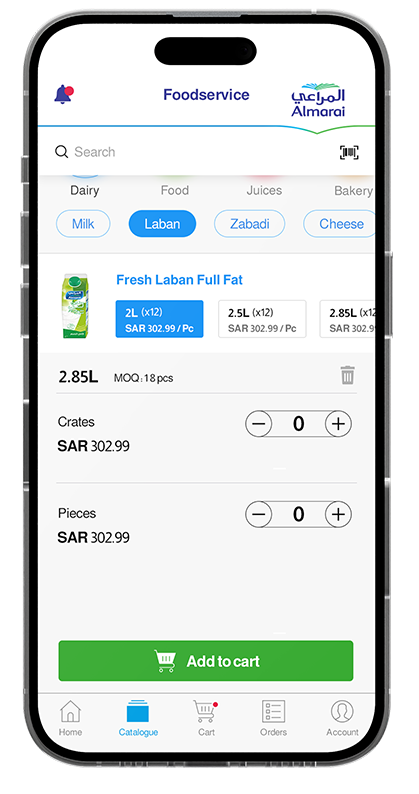 Foodservice
المراعي
Almarai
Search
Dairy Food Juices Bakery
Milk Laban Zabadi Cheese
Fresh Laban Full Fat
2L (x12) 2.5L (x12) 2.85L (x12
SAR 302.99 / Pc SAR 302.99 / Pc SAR 302.9
2.85L MOQ : 18 pcs
Crates
0
SAR 302.99
Pieces
0
SAR 302.99
Add to cart
Home Catalogue Cart Orders Account